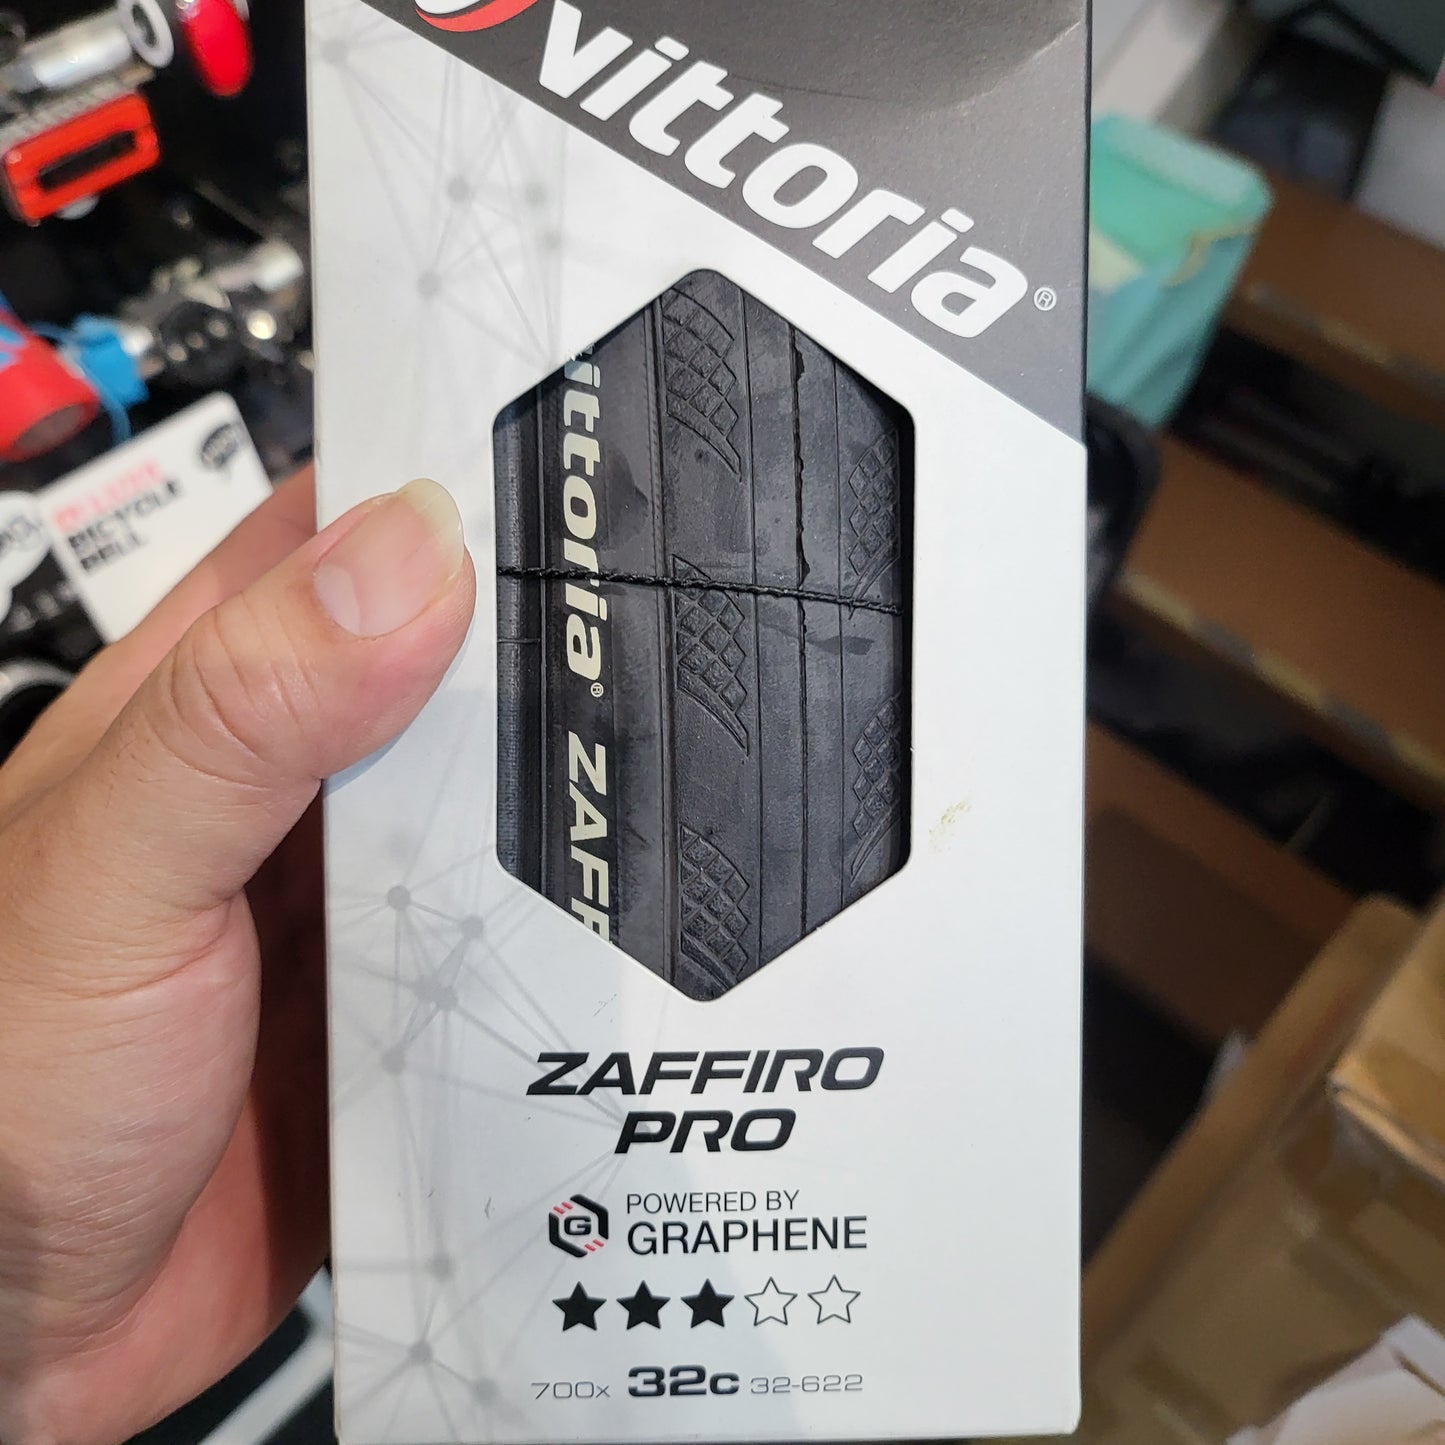 vittoria®
vittoria® ZAFF
ZAFFIRO
PRO
G
POWERED BY
GRAPHENE
700x 32c 32-622
BICYCLE
BELL